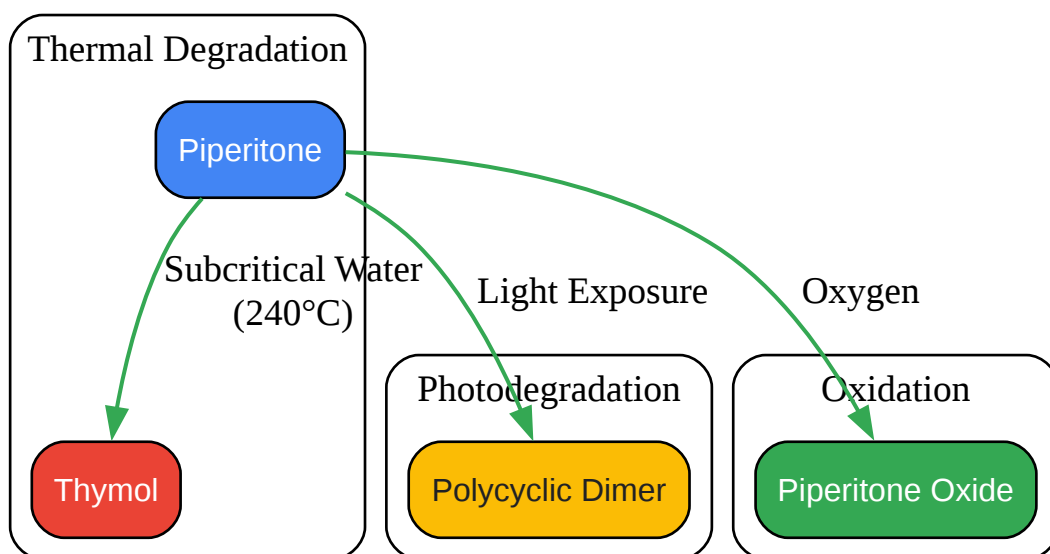 Thermal Degradation
Piperitone
Subcritical Water
(240°C)
Light Exposure
Oxygen
Photodegradation
Oxidation
Thymol
Polycyclic Dimer
Piperitone Oxide